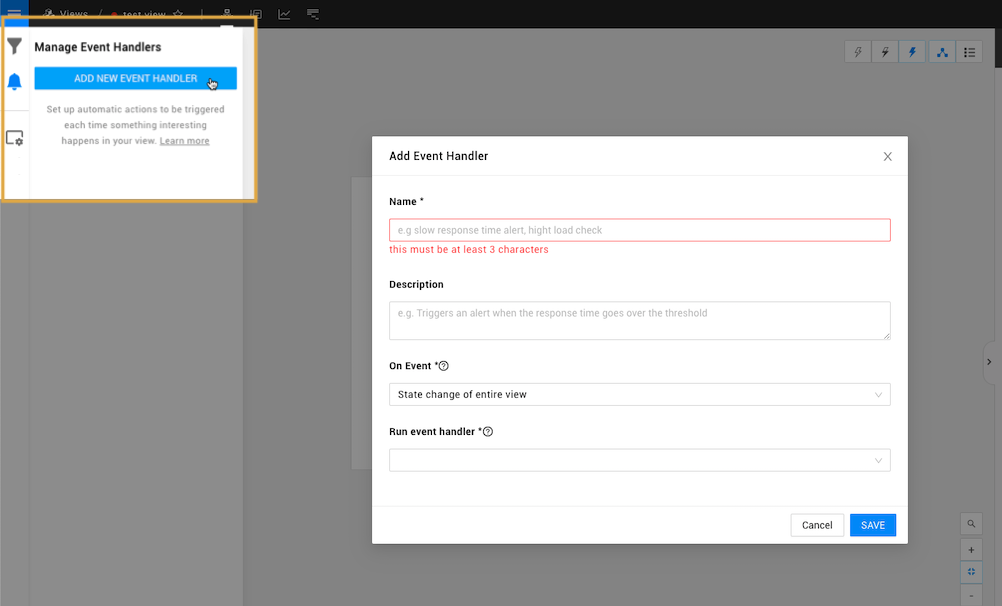 Views / test view
Manage Event Handlers
ADD NEW EVENT HANDLER
Set up automatic actions to be triggered
each time something interesting
happens in your view. Learn more
Add Event Handler
Name *
e.g slow response time alert, hight load check
this must be at least 3 characters
Description
e.g. Triggers an alert when the response time goes over the threshold
On Event *
State change of entire view
Run event handler *
Cancel
SAVE